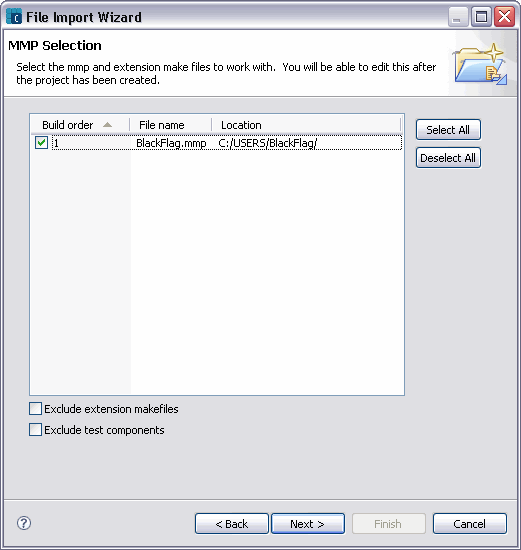 File Import Wizard
MMP Selection
Select the mmp and extension make files to work with.  You will be able to edit this after
the project has been created.
Build order File name Location
1 BlackFlag.mmp C:/USERS/BlackFlag/
Select All
Deselect All
Exclude extension makefiles
Exclude test components
< Back Next > Finish Cancel